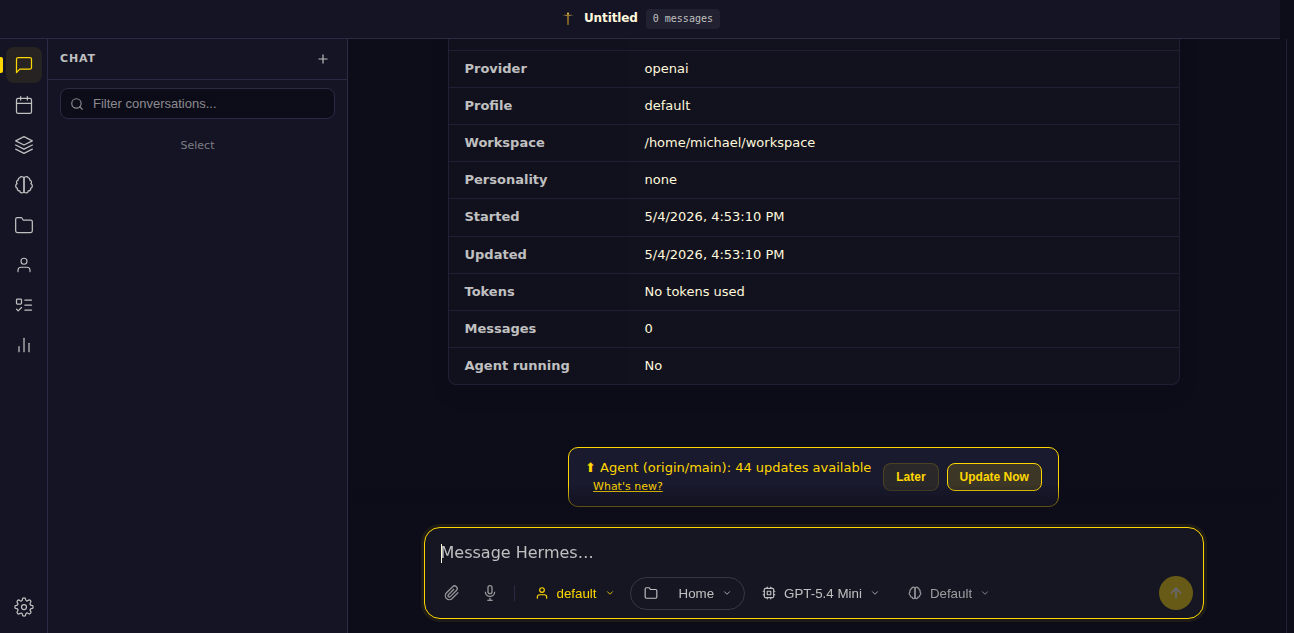 Untitled 0 messages
CHAT
Filter conversations...
Select
Provider openai
Profile default
Workspace /home/michael/workspace
Personality none
Started 5/4/2026, 4:53:10 PM
Updated 5/4/2026, 4:53:10 PM
Tokens No tokens used
Messages 0
Agent running No
⬆ Agent (origin/main): 44 updates available
What's new?
Later Update Now
Message Hermes…
default Home GPT-5.4 Mini Default